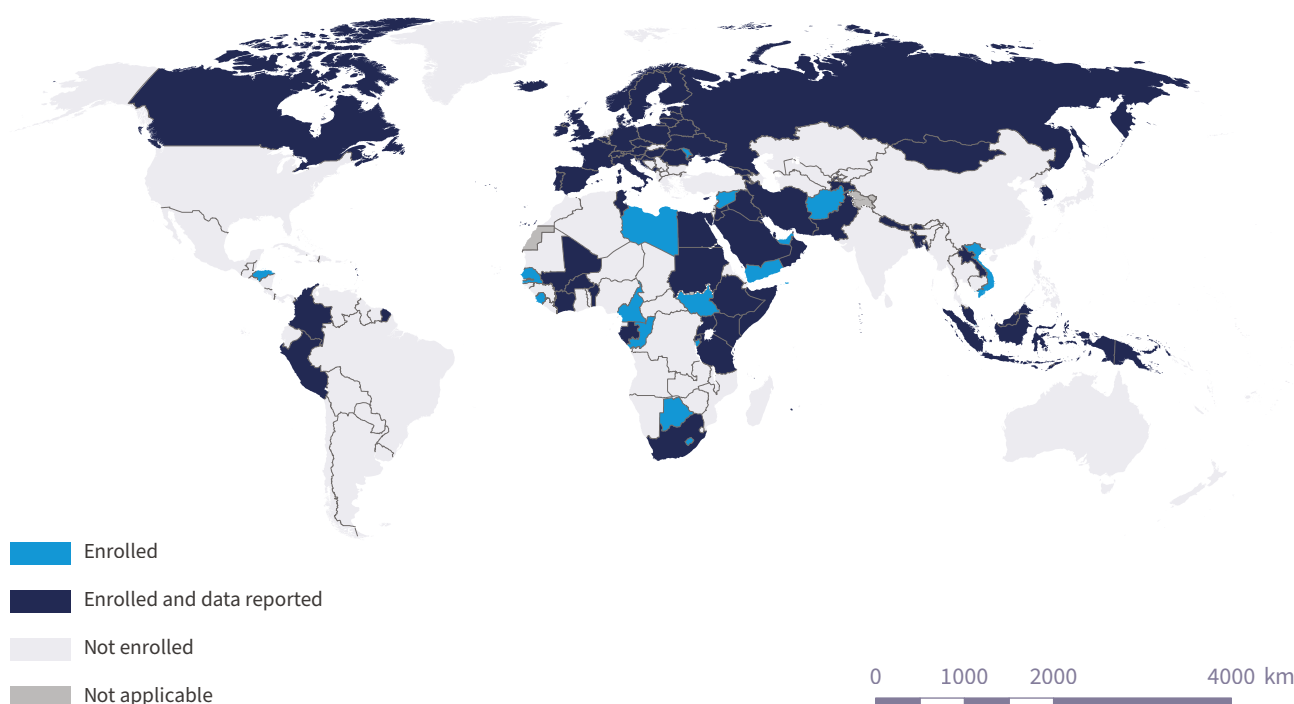 Enrolled
Enrolled and data reported
Not enrolled
Not applicable
0 1000 2000 4000 km